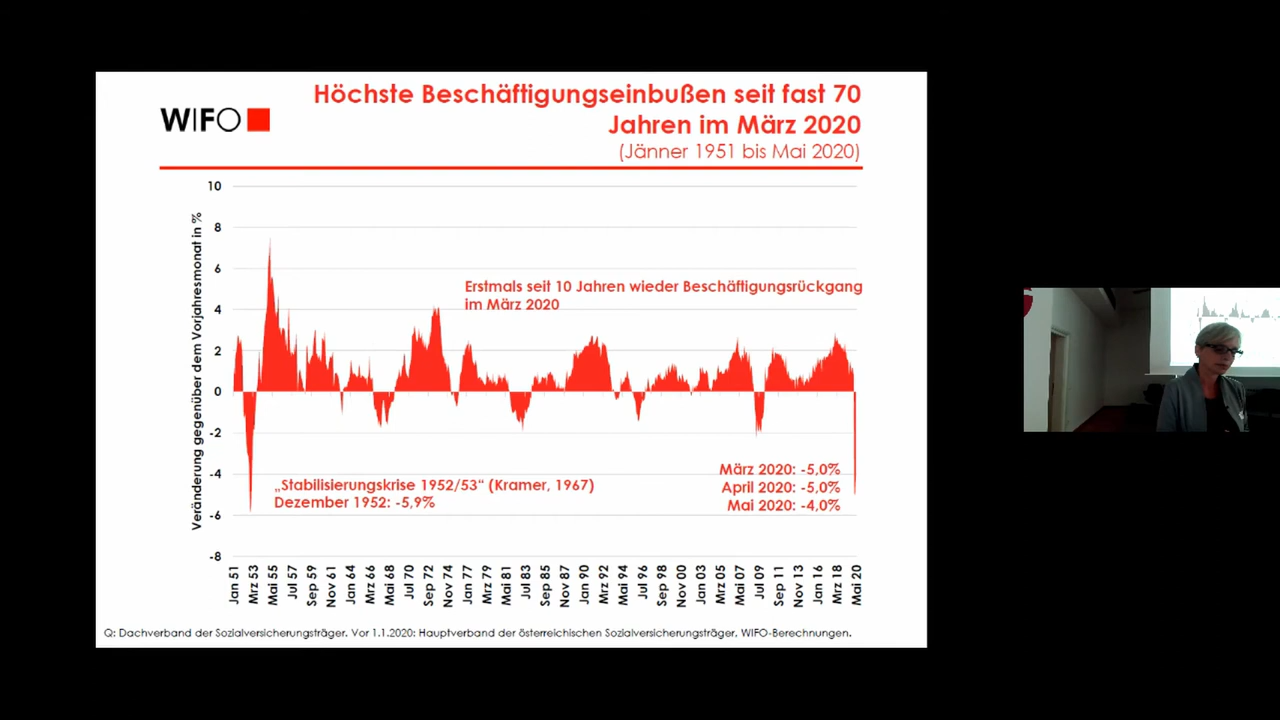 WIFO
Höchste Beschäftigungseinbußen seit fast 70
Jahren im März 2020
(Jänner 1951 bis Mai 2020)
Veränderung gegenüber dem Vorjahresmonat in %
10
8
6
4
2
0
-2
-4
-6
-8
Erstmals seit 10 Jahren wieder Beschäftigungsrückgang
im März 2020
„Stabilisierungskrise 1952/53“ (Kramer, 1967)
Dezember 1952: -5,9%
März 2020: -5,0%
April 2020: -5,0%
Mai 2020: -4,0%
Jan 51
Mrz 53
Mai 55
Jul 57
Sep 59
Nov 61
Jan 64
Mrz 66
Mai 68
Jul 70
Sep 72
Nov 74
Jan 77
Mrz 79
Mai 81
Jul 83
Sep 85
Nov 87
Jan 90
Mrz 92
Mai 94
Jul 96
Sep 98
Nov 00
Jan 03
Mrz 05
Mai 07
Jul 09
Sep 11
Nov 13
Jan 16
Mrz 18
Mai 20
Q: Dachverband der Sozialversicherungsträger. Vor 1.1.2020: Hauptverband der österreichischen Sozialversicherungsträger, WIFO-Berechnungen.